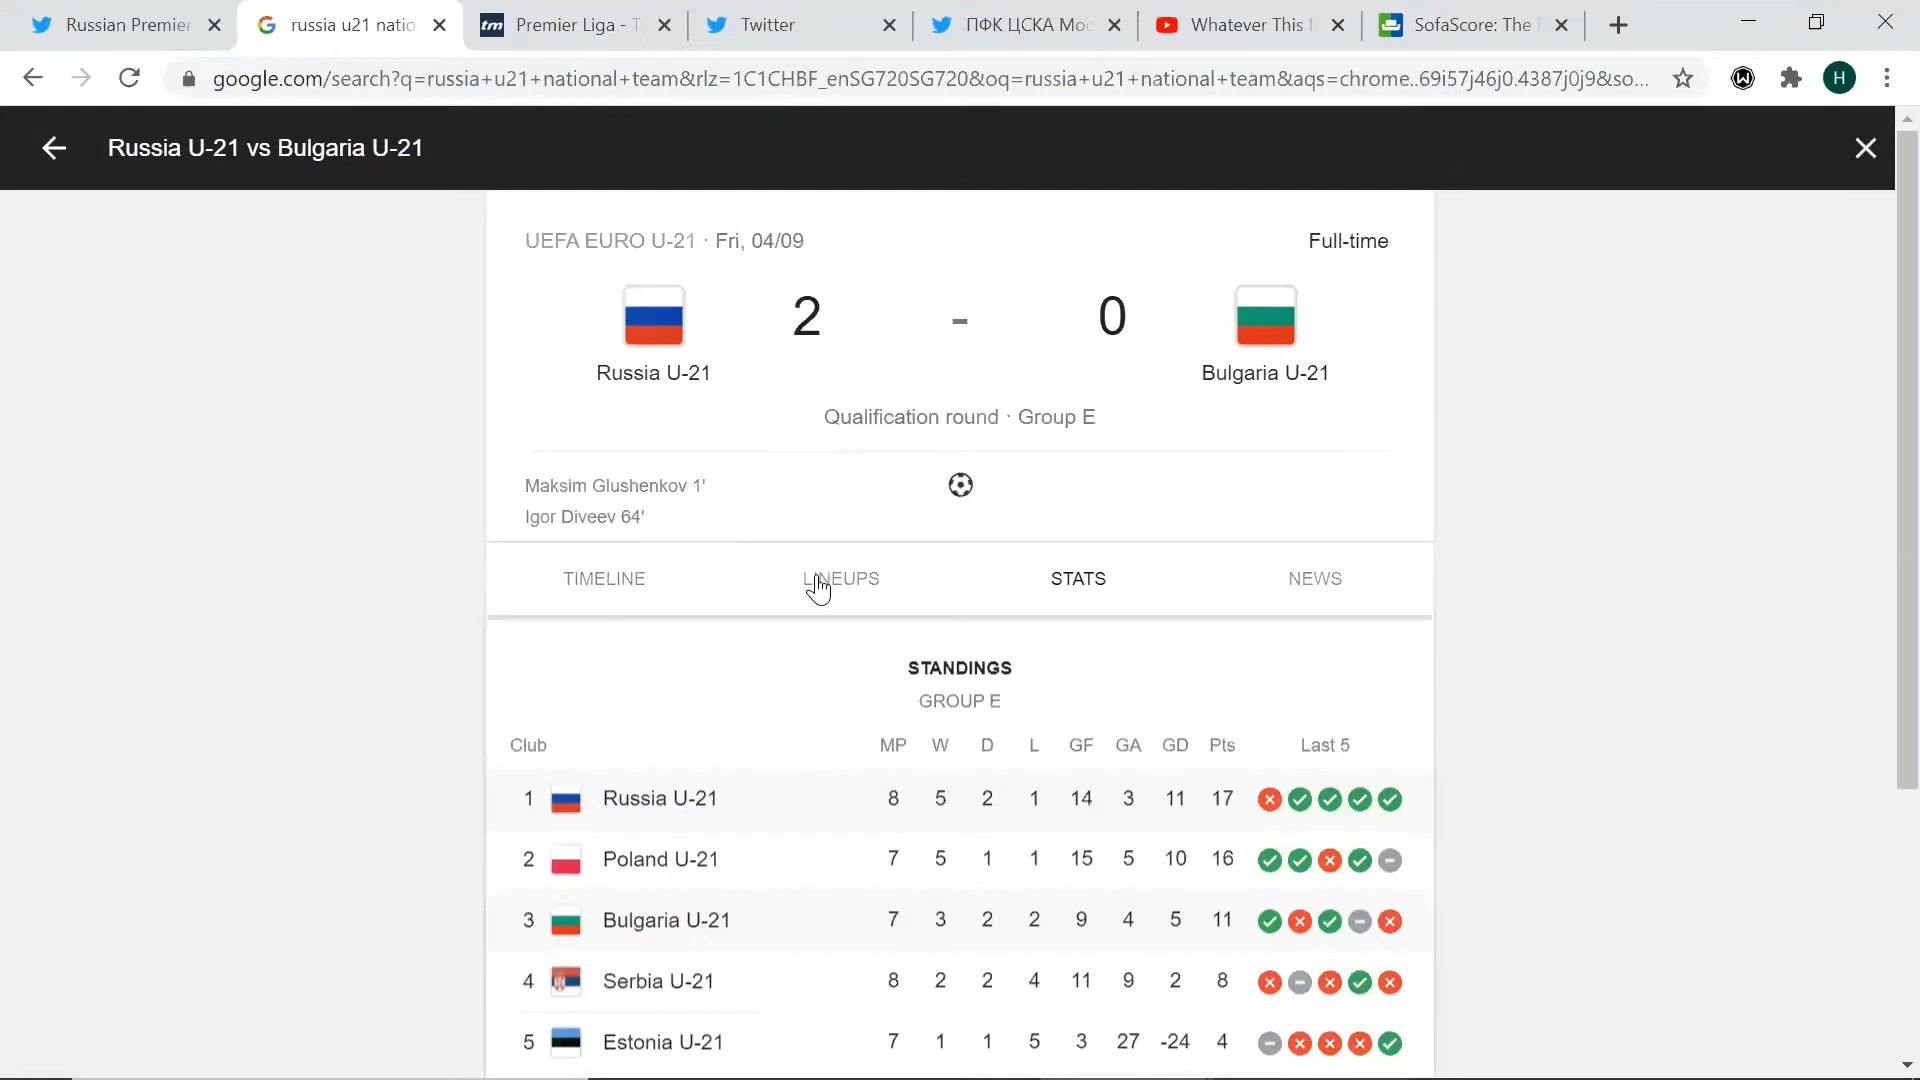 Russian Premier
russia u21 natio
tm Premier Liga - T
Twitter
ПФК ЦСКА Мос
Whatever This I
SofaScore: The
google.com/search?q=russia+u21+national+team&rlz=1C1CHBF_enSG720SG720&oq=russia+u21+national+team&aqs=chrome..69i57j46j0.4387j0j9&so...
H
Russia U-21 vs Bulgaria U-21
UEFA EURO U-21 · Fri, 04/09
Full-time
2 - 0
Russia U-21
Bulgaria U-21
Qualification round · Group E
Maksim Glushenkov 1'
Igor Diveev 64'
TIMELINE LINEUPS STATS NEWS
STANDINGS
GROUP E
Club MP W D L GF GA GD Pts Last 5
1 Russia U-21 8 5 2 1 14 3 11 17
2 Poland U-21 7 5 1 1 15 5 10 16
3 Bulgaria U-21 7 3 2 2 9 4 5 11
4 Serbia U-21 8 2 2 4 11 9 2 8
5 Estonia U-21 7 1 1 5 3 27 -24 4